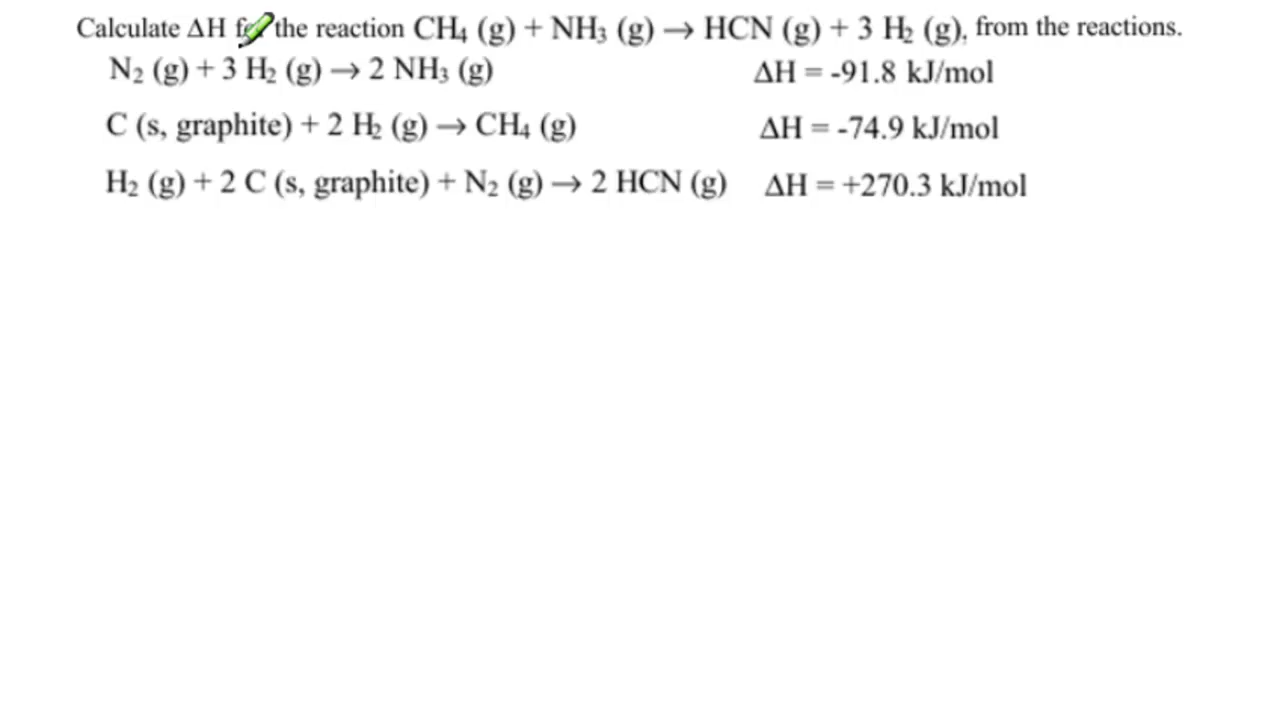 Calculate ΔH the reaction CH₄ (g) + NH₃ (g) → HCN (g) + 3 H₂ (g), from the reactions.
N₂ (g) + 3 H₂ (g) → 2 NH₃ (g) ΔH = -91.8 kJ/mol
C (s, graphite) + 2 H₂ (g) → CH₄ (g) ΔH = -74.9 kJ/mol
H₂ (g) + 2 C (s, graphite) + N₂ (g) → 2 HCN (g) ΔH = +270.3 kJ/mol